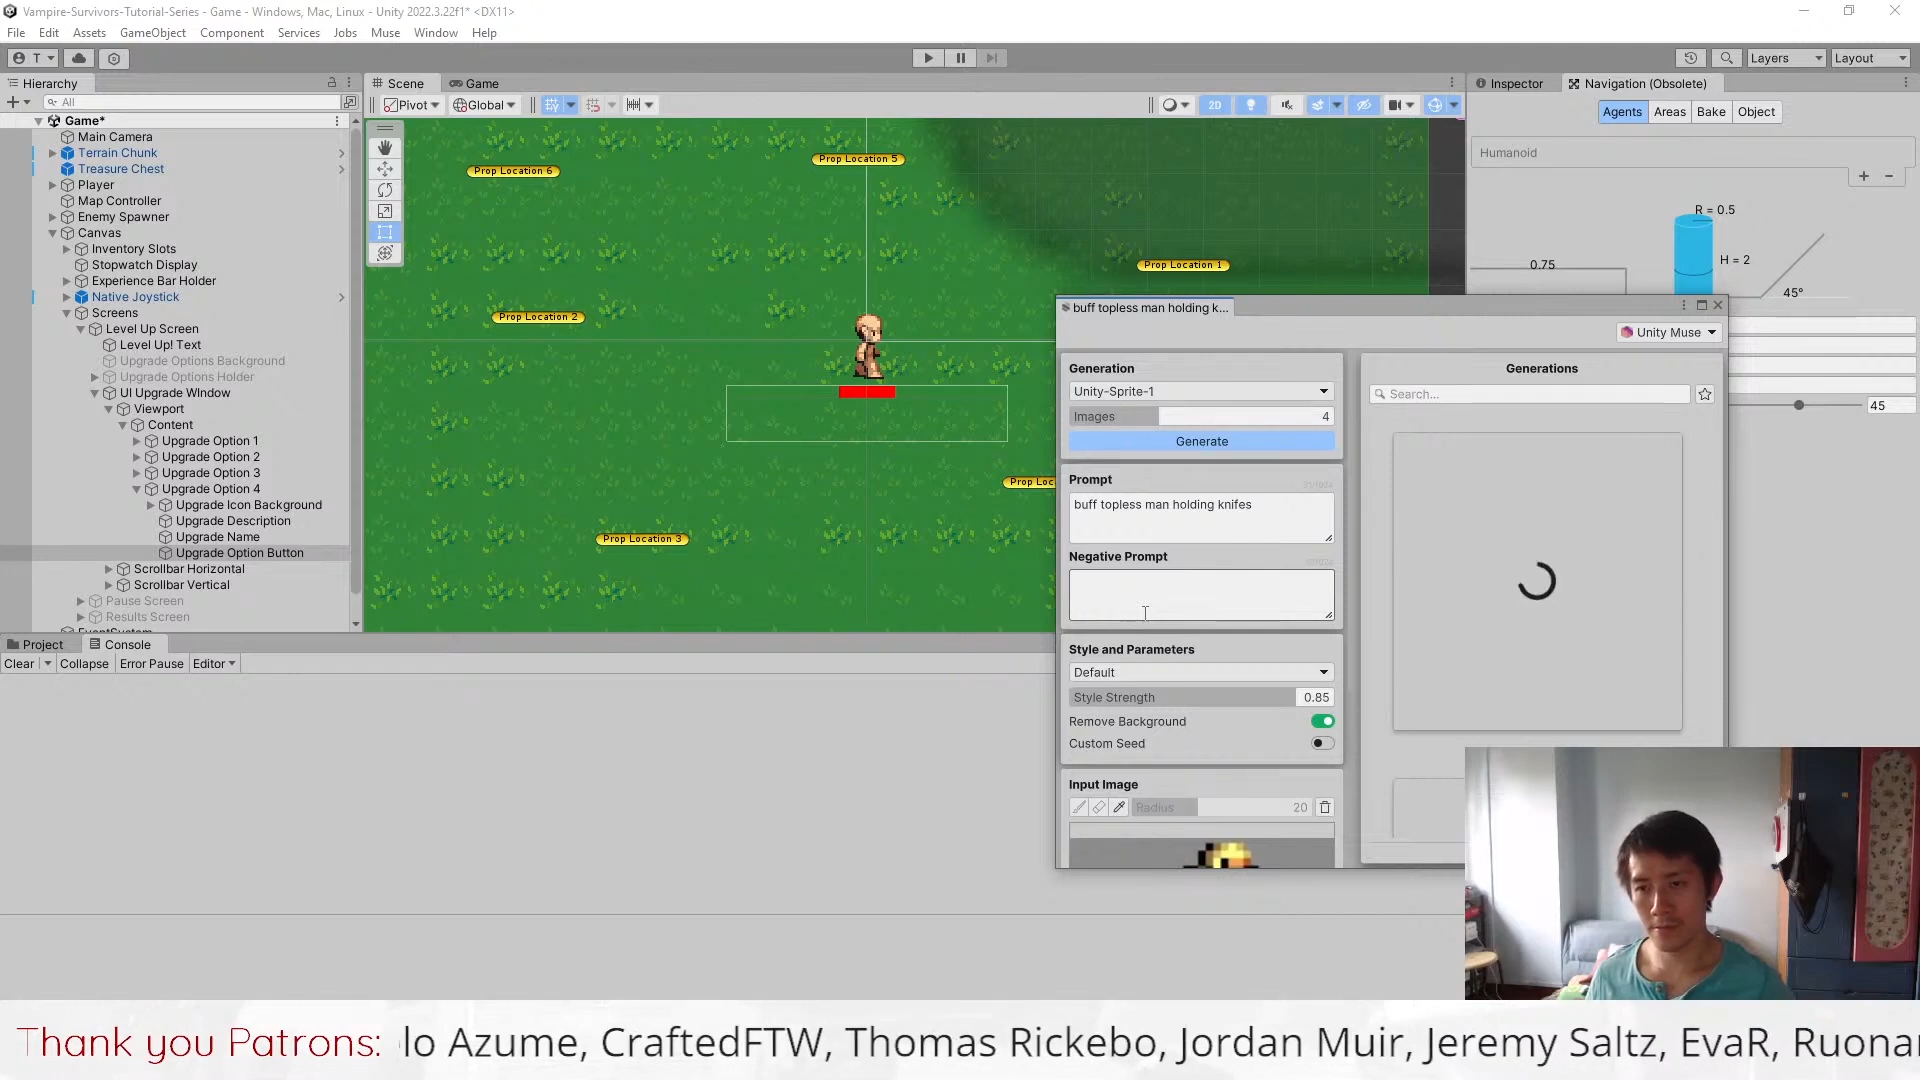 Vampire-Survivors-Tutorial-Series - Game - Windows, Mac, Linux - Unity 2022.3.22f1* <DX11>
File Edit Assets GameObject Component Services Jobs Muse Window Help
T Layers Layout
Hierarchy
All
Game*
Main Camera
Terrain Chunk
Treasure Chest
Player
Map Controller
Enemy Spawner
Canvas
Inventory Slots
Stopwatch Display
Experience Bar Holder
Native Joystick
Screens
Level Up Screen
Level Up! Text
Upgrade Options Background
Upgrade Options Holder
UI Upgrade WIndow
Viewport
Content
Upgrade Option 1
Upgrade Option 2
Upgrade Option 3
Upgrade Option 4
Upgrade Icon Background
Upgrade Description
Upgrade Name
Upgrade Option Button
Scrollbar Horizontal
Scrollbar Vertical
Pause Screen
Results Screen
EventSystem
Scene Game
Pivot Global 2D
Prop Location 6
Prop Location 5
Prop Location 1
Prop Location 2
Prop Loc
Prop Location 3
Inspector Navigation (Obsolete)
Agents Areas Bake Object
Humanoid
R = 0.5
0.75
H = 2
45°
45
buff topless man holding k...
Unity Muse
Generation
Unity-Sprite-1
Images 4
Generate
Prompt
buff topless man holding knifes
Negative Prompt
Style and Parameters
Default
Style Strength 0.85
Remove Background
Custom Seed
Input Image
Radius 20
Generations
Search...
Project Console
Clear Collapse Error Pause Editor
Thank you Patrons: lo Azume, CraftedFTW, Thomas Rickebo, Jordan Muir, Jeremy Saltz, EvaR, Ruonan